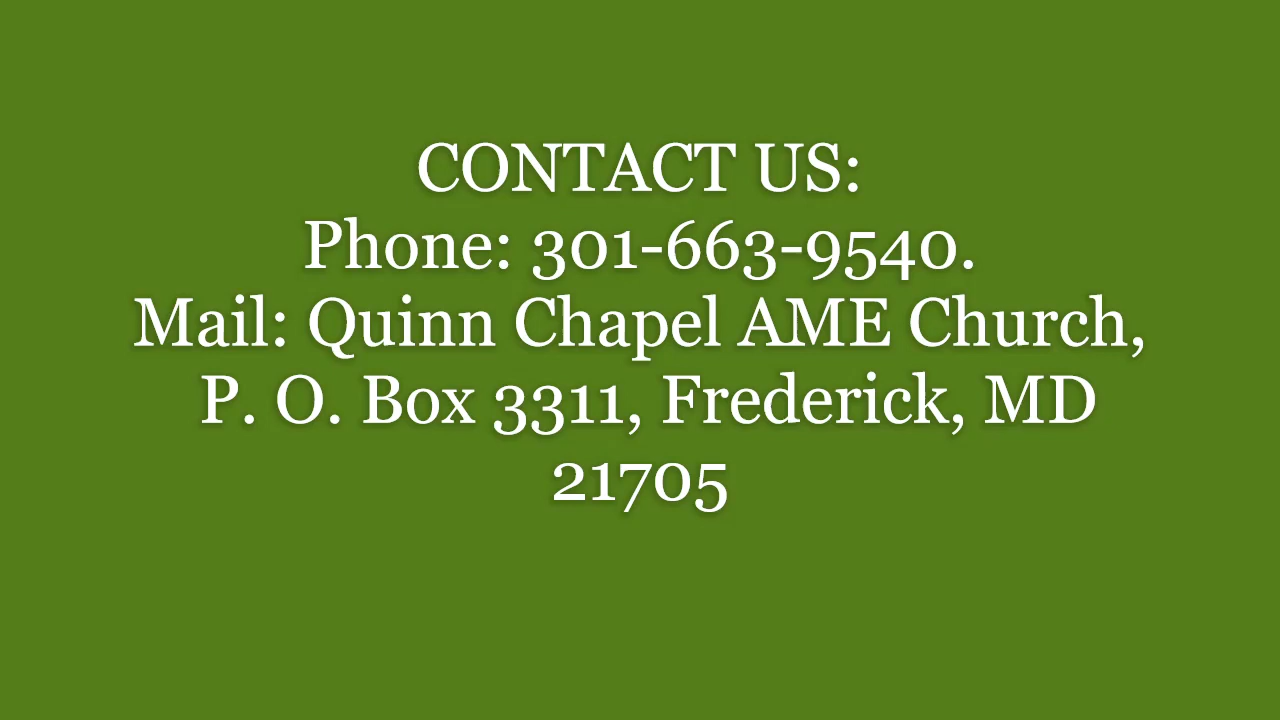 CONTACT US:
Phone: 301-663-9540.
Mail: Quinn Chapel AME Church,
P. O. Box 3311, Frederick, MD
21705